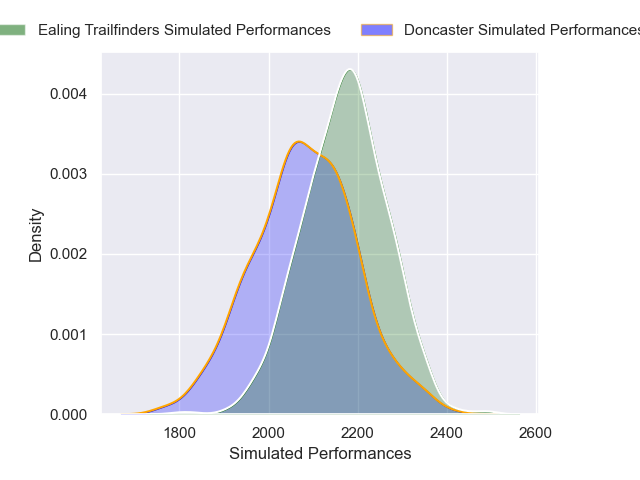 Ealing Trailfinders Simulated Performances Doncaster Simulated Performances
0.004
0.003
0.002
0.001
0.000
Density
1800 2000 2200 2400 2600
Simulated Performances